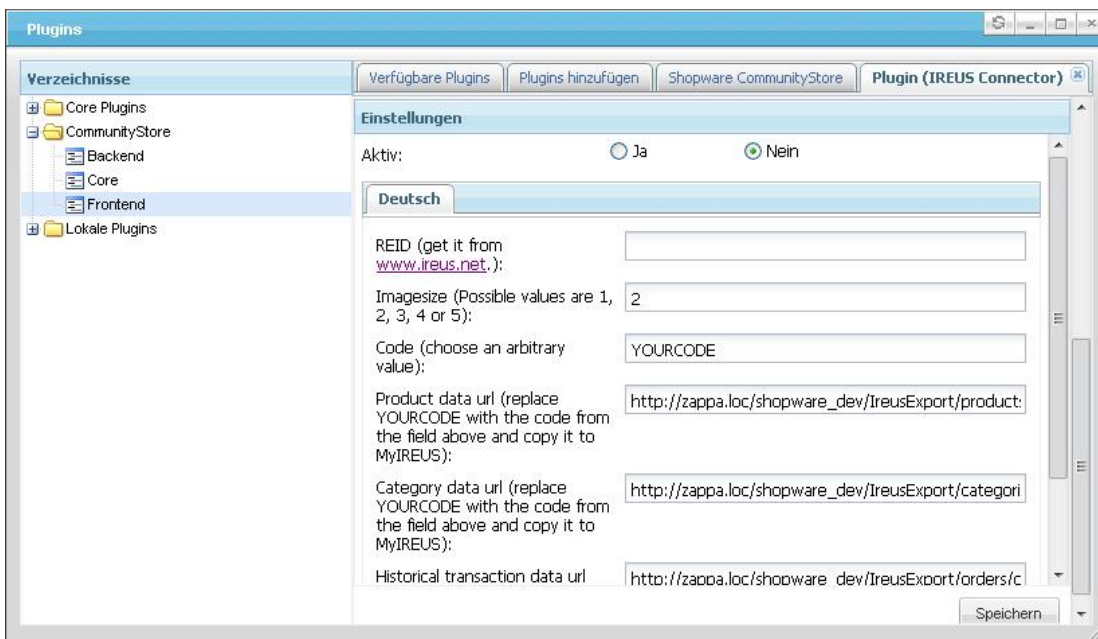 Plugins
Verzeichnisse
Core Plugins
CommunityStore
Backend
Core
Frontend
Lokale Plugins
Verfügbare Plugins
Plugins hinzufügen
Shopware CommunityStore
Plugin (IREUS Connector)
Einstellungen
Aktiv:
Ja
Nein
Deutsch
REID (get it from
www.ireus.net.):
Imagesize (Possible values are 1,
2, 3, 4 or 5):
2
Code (choose an arbitrary
value):
YOURCODE
Product data url (replace
YOURCODE with the code from
the field above and copy it to
MyIREUS):
http://zappa.loc/shopware_dev/IreusExport/product
Category data url (replace
YOURCODE with the code from
the field above and copy it to
MyIREUS):
http://zappa.loc/shopware_dev/IreusExport/categori
Historical transaction data url
http://zappa.loc/shopware_dev/IreusExport/orders/c
Speichern